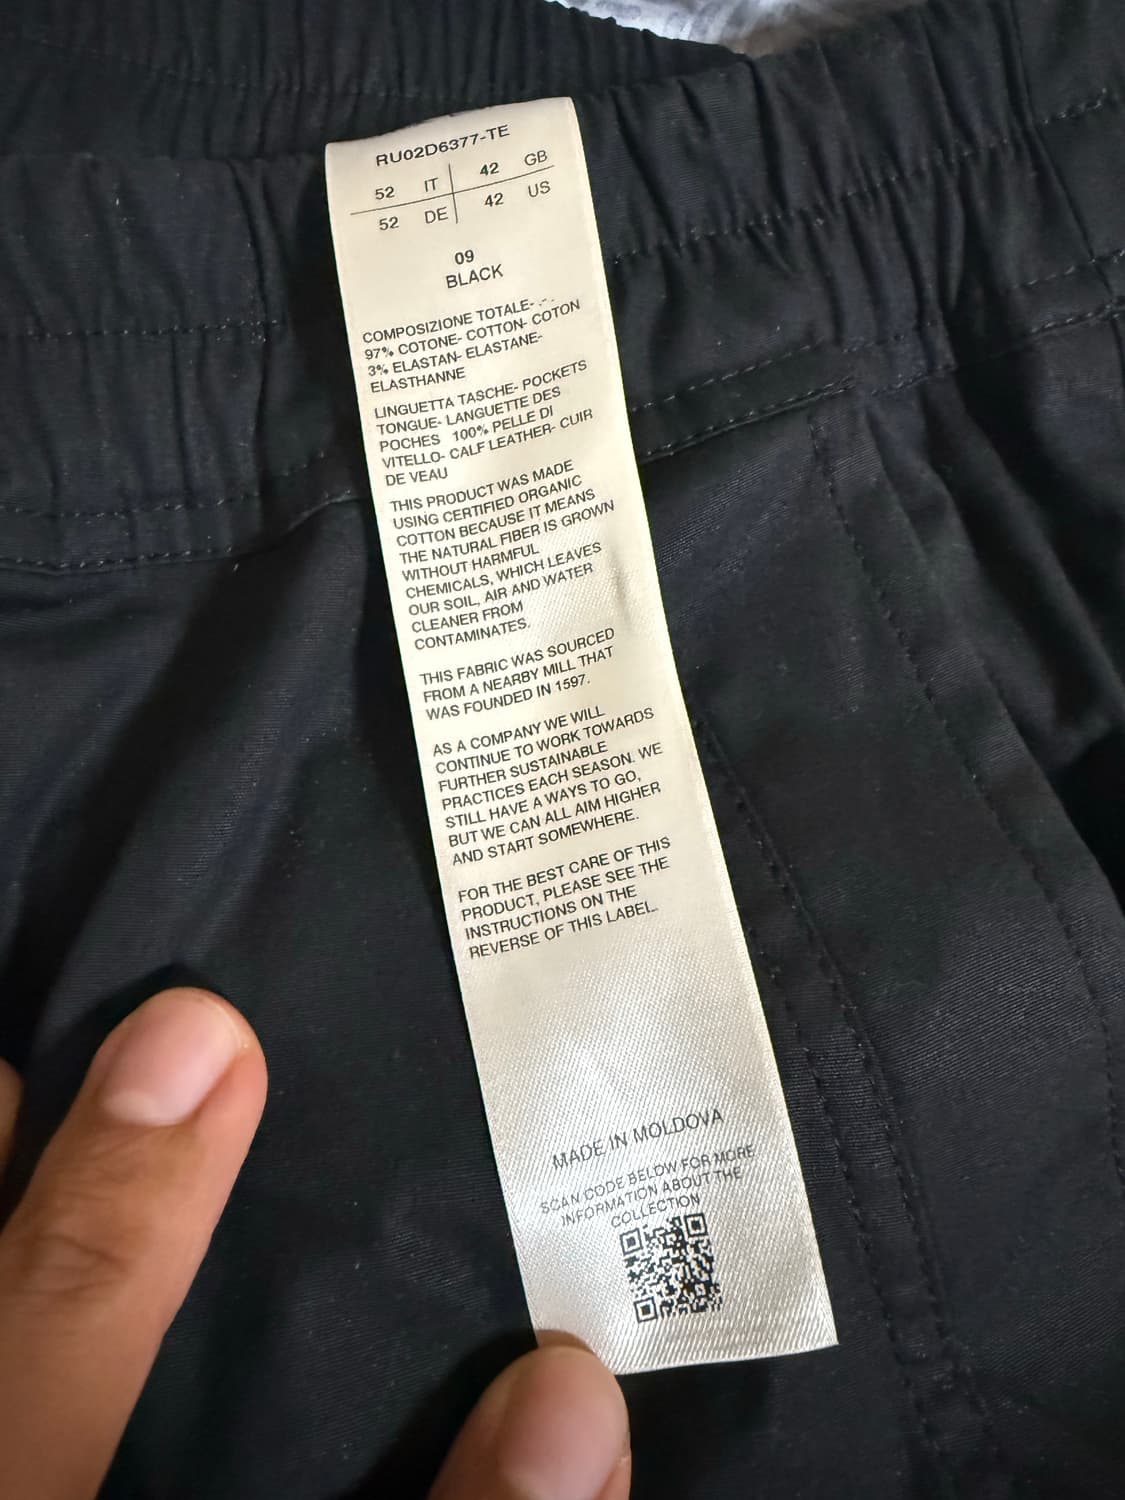 RU02D6377-TE
52 IT 42 GB
52 DE 42 US
09
BLACK
COMPOSIZIONE TOTALE-
97% COTONE- COTTON- COTON
3% ELASTAN- ELASTANE-
ELASTHANNE
LINGUETTA TASCHE- POCKETS
TONGUE- LANGUETTE DES
POCHES 100% PELLE DI
VITELLO- CALF LEATHER- CUIR
DE VEAU
THIS PRODUCT WAS MADE
USING CERTIFIED ORGANIC
COTTON BECAUSE IT MEANS
THE NATURAL FIBER IS GROWN
WITHOUT HARMFUL
CHEMICALS, WHICH LEAVES
OUR SOIL, AIR AND WATER
CLEANER FROM
CONTAMINATES.
THIS FABRIC WAS SOURCED
FROM A NEARBY MILL THAT
WAS FOUNDED IN 1597.
AS A COMPANY WE WILL
CONTINUE TO WORK TOWARDS
FURTHER SUSTAINABLE
PRACTICES EACH SEASON. WE
STILL HAVE A WAYS TO GO,
BUT WE CAN ALL AIM HIGHER
AND START SOMEWHERE.
FOR THE BEST CARE OF THIS
PRODUCT, PLEASE SEE THE
INSTRUCTIONS ON THE
REVERSE OF THIS LABEL.
MADE IN MOLDOVA
SCAN CODE BELOW FOR MORE
INFORMATION ABOUT THE
COLLECTION